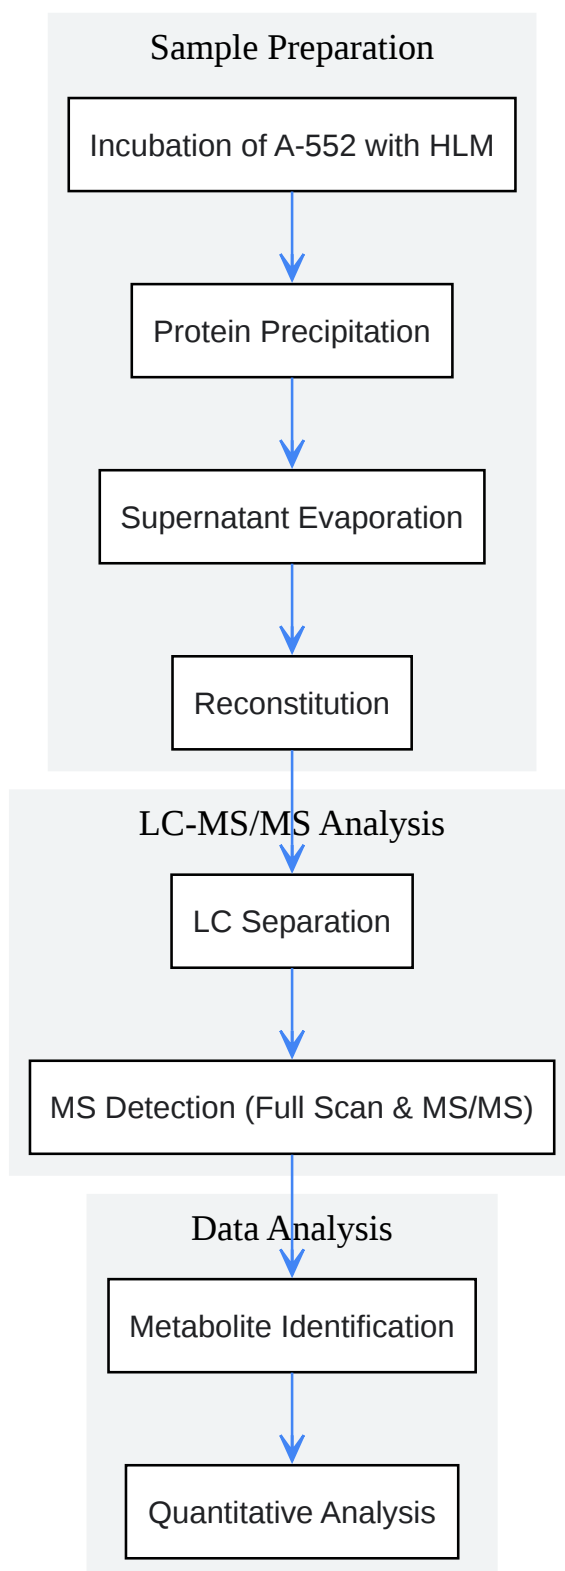 Sample Preparation
Incubation of A-552 with HLM
Protein Precipitation
Supernatant Evaporation
Reconstitution
LC-MS/MS Analysis
LC Separation
MS Detection (Full Scan & MS/MS)
Data Analysis
Metabolite Identification
Quantitative Analysis